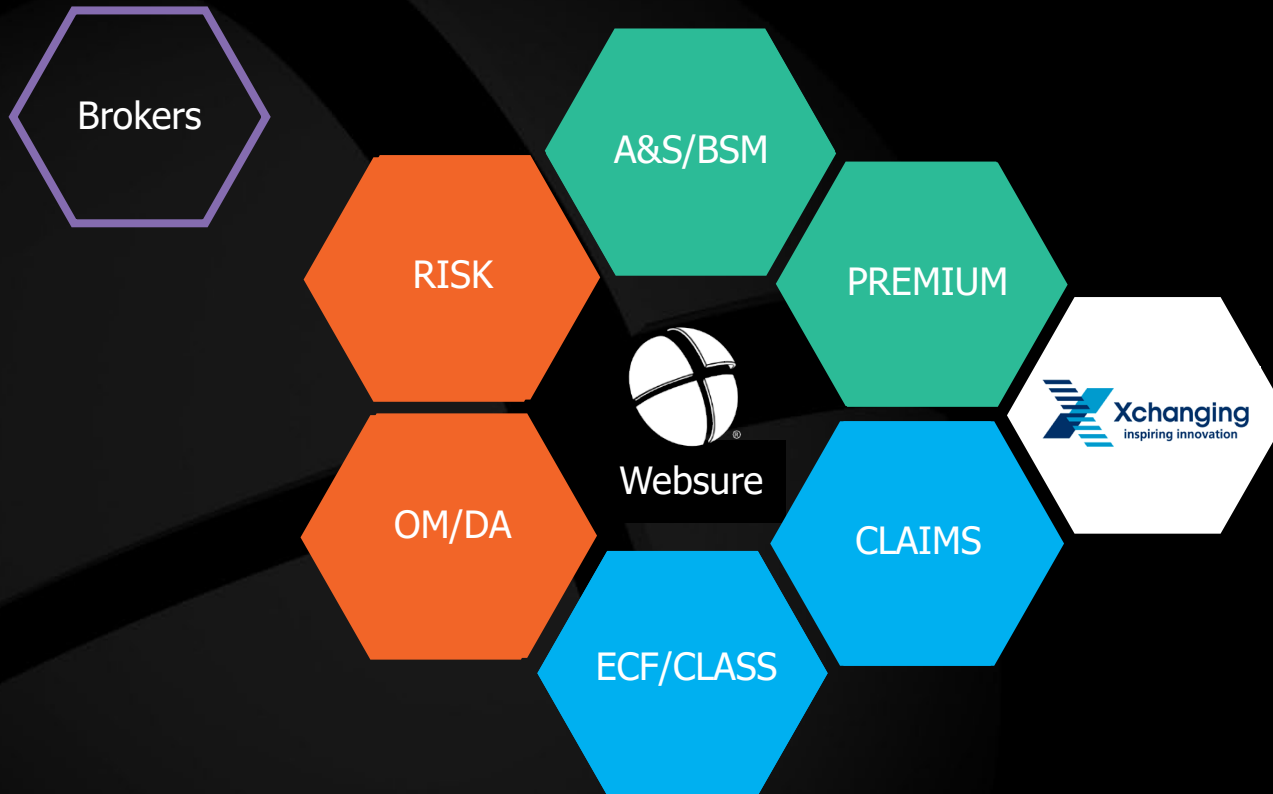 Brokers
A&S/BSM
RISK
PREMIUM
Xchanging
inspiring innovation
®
Websure
OM/DA
CLAIMS
ECF/CLASS